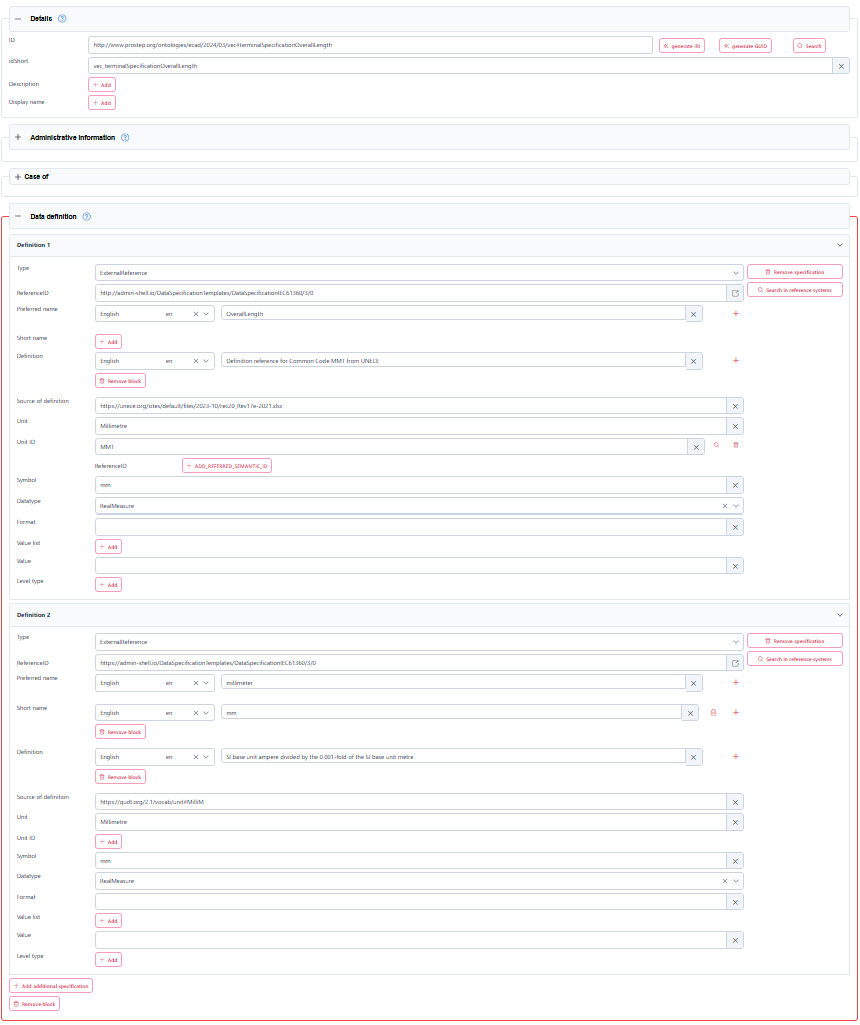 Details
ID http://www.prostep.org/ontologies/ecad/2024/03/vec#terminalSpecificationOverallLength generate IRI generate GUID Search
idShort vec_terminalSpecificationOverallLength
Description + Add
Display name + Add
+ Administrative information
+ Case of
Data definition
Definition 1
Type ExternalReference Remove specification
ReferenceID http://admin-shell.io/DataSpecificationTemplates/DataSpecificationIEC61360/3/0 Search in reference systems
Preferred name English en OverallLength
Short name + Add
Definition English en Definition reference for Common Code MMT from UNECE
Remove block
Source of definition https://unece.org/sites/default/files/2023-10/rec20_Rev17e-2021.xlsx
Unit Millimetre
Unit ID MMT
ReferenceID + ADD_REFERRED_SEMANTIC_ID
Symbol mm
Datatype RealMeasure
Format
Value list + Add
Value
Level type + Add
Definition 2
Type ExternalReference Remove specification
ReferenceID https://admin-shell.io/DataSpecificationTemplates/DataSpecificationIEC61360/3/0 Search in reference systems
Preferred name English en millimeter
Short name English en mm
Remove block
Definition English en SI base unit ampere divided by the 0.001-fold of the SI base unit metre
Remove block
Source of definition https://qudt.org/2.1/vocab/unit#MilliM
Unit Millimetre
Unit ID + Add
Symbol mm
Datatype RealMeasure
Format
Value list + Add
Value
Level type + Add
+ Add additional specification
Remove block